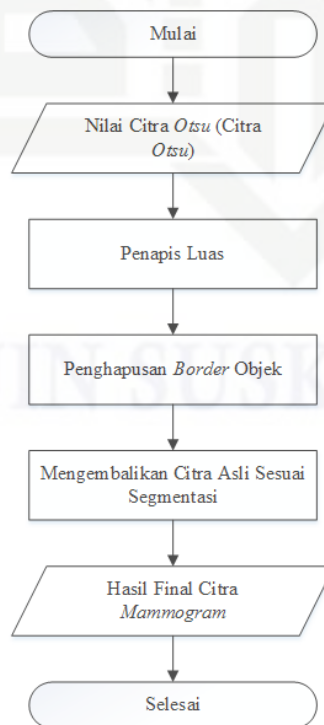 Mulai
Nilai Citra Otsu (Citra
Otsu)
Penapis Luas
Penghapusan Border Objek
Mengembalikan Citra Asli Sesuai
Segmentasi
Hasil Final Citra
Mammogram
Selesai